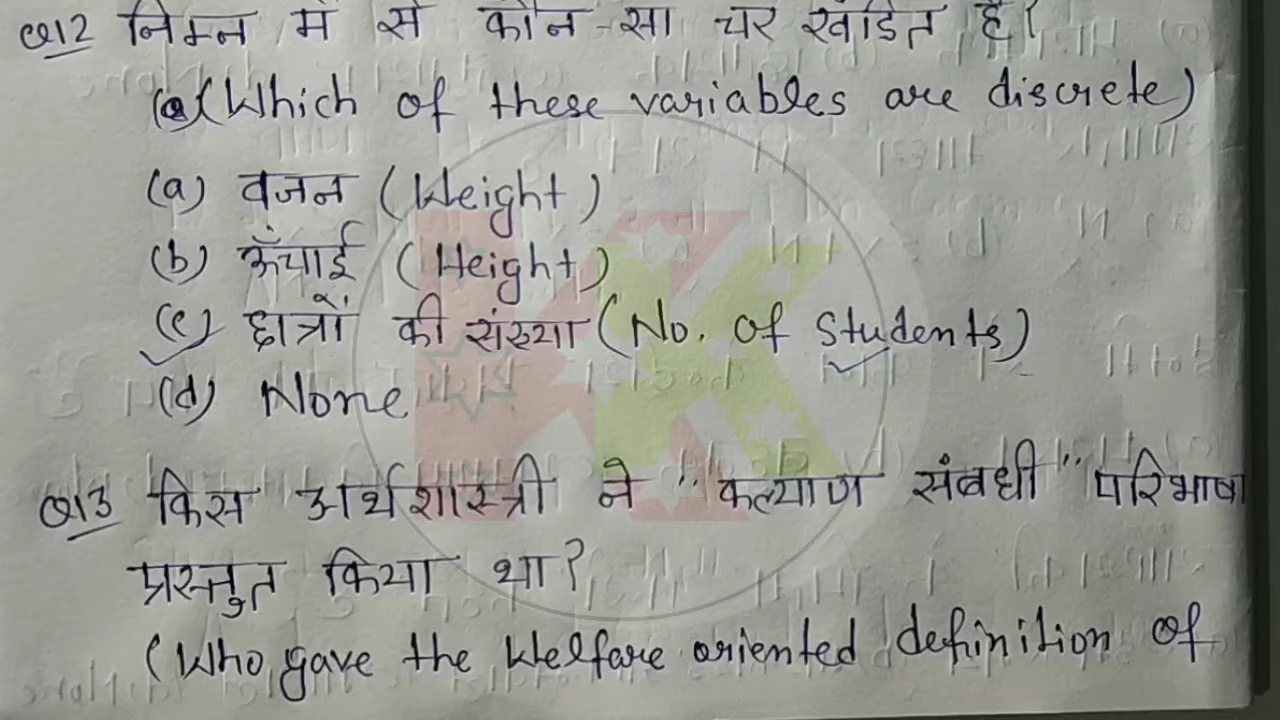 Q12 निम्न में से कौन-सा चर खंडित है?
(Which of these variables are discrete)
(a) वजन (Weight)
(b) ऊँचाई (Height)
(c) छात्रों की संख्या (No. of students)
(d) None
Q13 किस अर्थशास्त्री ने "कल्याण संबधी" परिभाषा
प्रस्तुत किया था?
(Who gave the Welfare oriented definition of